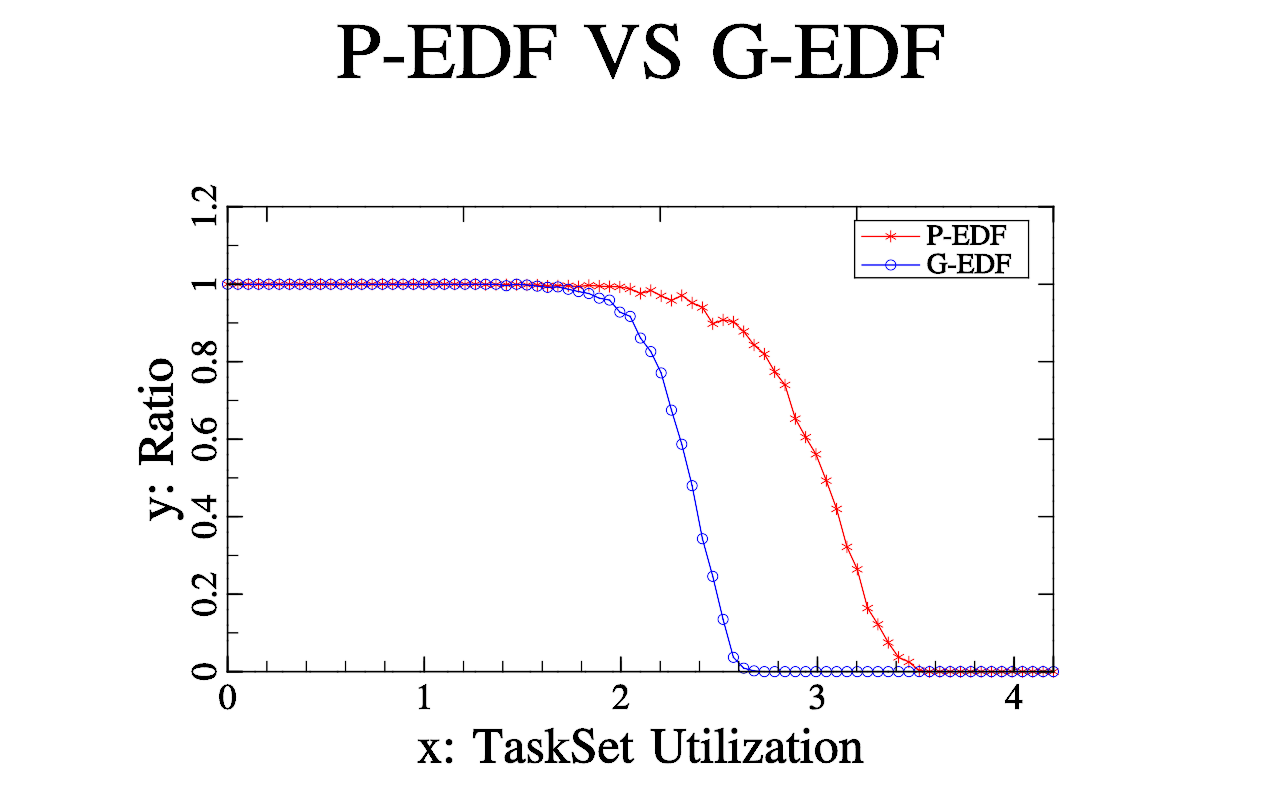 P-EDF VS G-EDF
1.2
P-EDF
G-EDF
1
0.8
0.6
0.4
0.2
0
y: Ratio
0 1 2 3 4
x: TaskSet Utilization